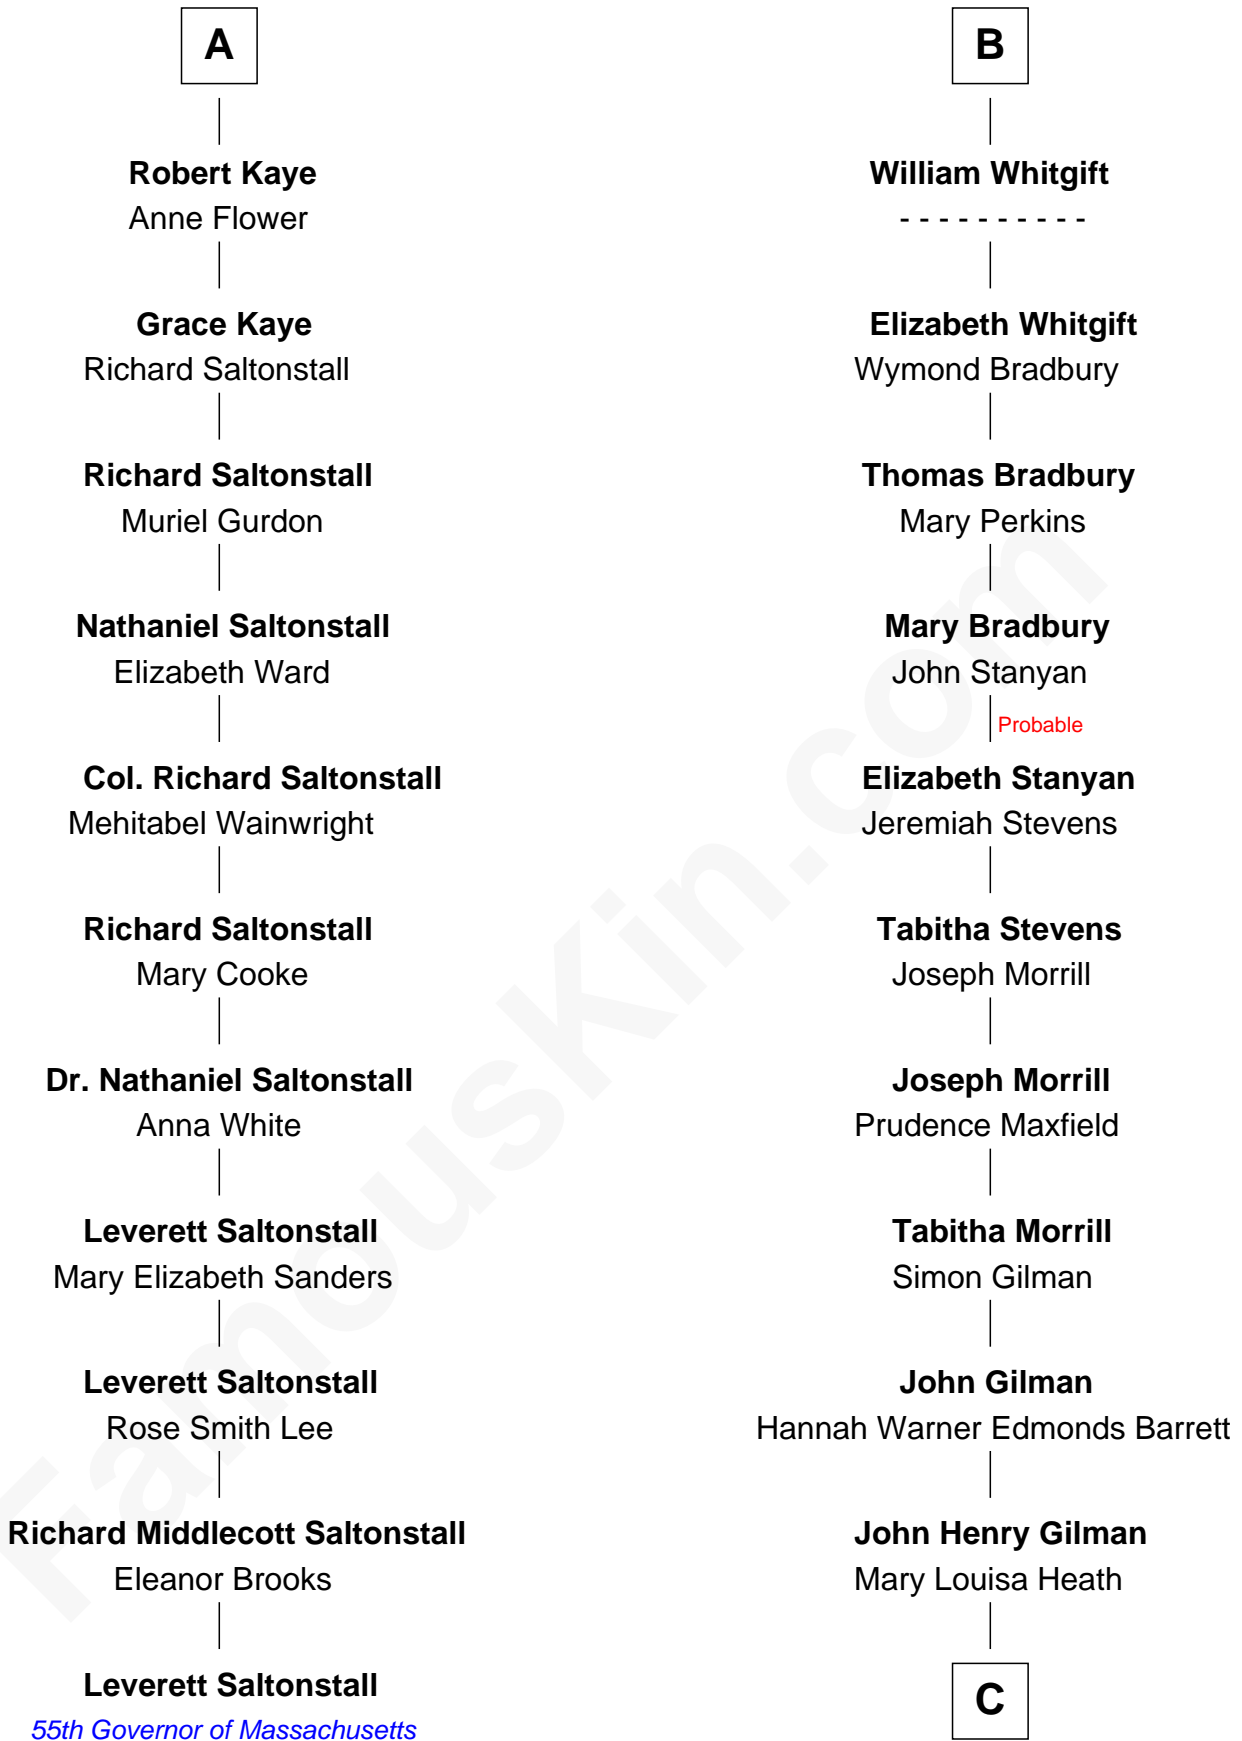 A
Robert Kaye
Anne Flower
Grace Kaye
Richard Saltonstall
Richard Saltonstall
Muriel Gurdon
Nathaniel Saltonstall
Elizabeth Ward
Col. Richard Saltonstall
Mehitabel Wainwright
Richard Saltonstall
Mary Cooke
Dr. Nathaniel Saltonstall
Anna White
Leverett Saltonstall
Mary Elizabeth Sanders
Leverett Saltonstall
Rose Smith Lee
Richard Middlecott Saltonstall
Eleanor Brooks
Leverett Saltonstall
55th Governor of Massachusetts
B
William Whitgift
- - - - - - - - - -
Elizabeth Whitgift
Wymond Bradbury
Thomas Bradbury
Mary Perkins
Mary Bradbury
John Stanyan
Probable
Elizabeth Stanyan
Jeremiah Stevens
Tabitha Stevens
Joseph Morrill
Joseph Morrill
Prudence Maxfield
Tabitha Morrill
Simon Gilman
John Gilman
Hannah Warner Edmonds Barrett
John Henry Gilman
Mary Louisa Heath
C
FamousKin.com